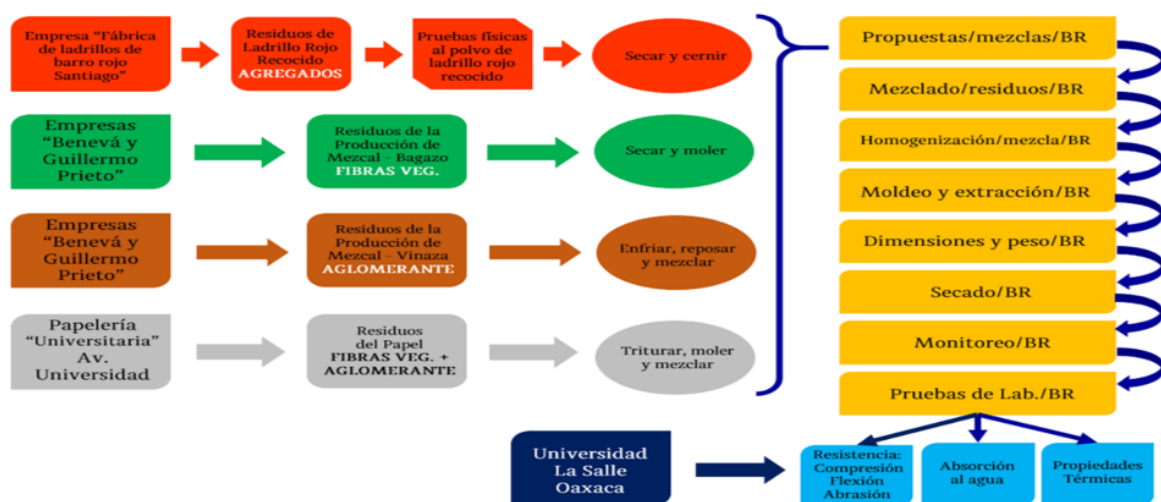 Empresa "Fábrica
de ladrillos de
barro rojo
Santiago"
Residuos de
Ladrillo Rojo
Recocido
AGREGADOS
Pruebas físicas
al polvo de
ladrillo rojo
recocido
Secar y cernir
Empresas
"Benevá y
Guillermo
Prieto"
Residuos de la
Producción de
Mezcal – Bagazo
FIBRAS VEG.
Secar y moler
Empresas
"Benevá y
Guillermo
Prieto"
Residuos de la
Producción de
Mezcal – Vinaza
AGLOMERANTE
Enfriar, reposar
y mezclar
Papelería
"Universitaria"
Av.
Universidad
Residuos
del Papel
FIBRAS VEG. +
AGLOMERANTE
Triturar, moler
y mezclar
Propuestas/mezclas/BR
Mezclado/residuos/BR
Homogenización/mezcla/BR
Moldeo y extracción/BR
Dimensiones y peso/BR
Secado/BR
Monitoreo/BR
Pruebas de Lab./BR
Universidad
La Salle
Oaxaca
Resistencia:
Compresión
Flexión
Abrasión
Absorción
al agua
Propiedades
Térmicas